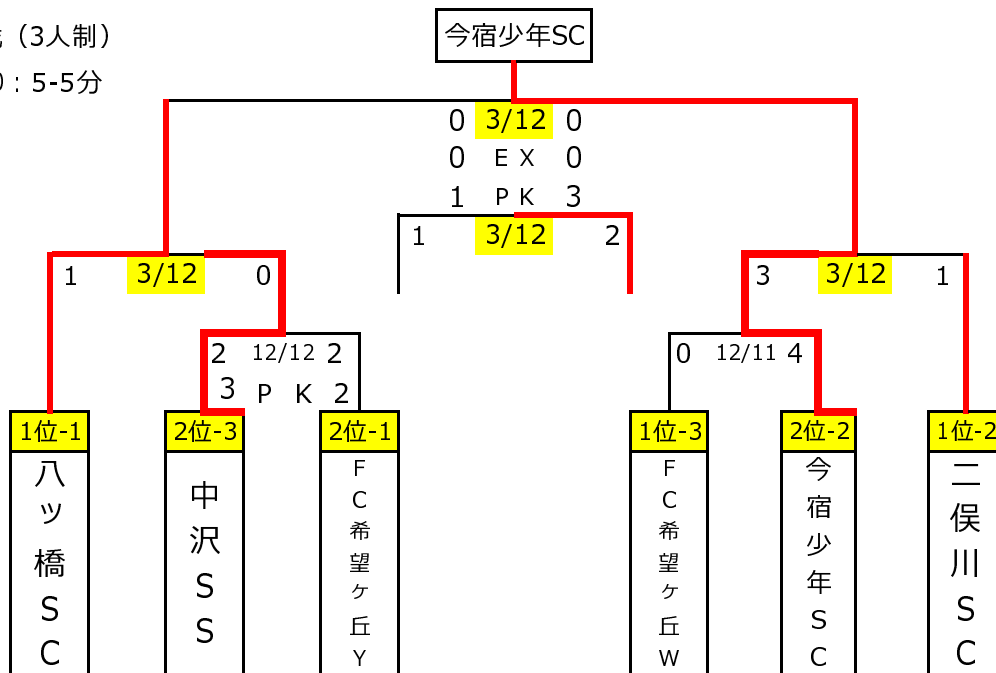 今宿少年SC
（3人制）
：5-5分
0 3/12 0
0 EX 0
1 PK 3
1 3/12 2
1 3/12 0
3 3/12 1
2 12/12 2
3 PK 2
0 12/11 4
1位-1
2位-3
2位-1
1位-3
2位-2
1位-2
八ッ橋SC
中沢SS
FC希望ヶ丘Y
FC希望ヶ丘W
今宿少年SC
二俣川SC